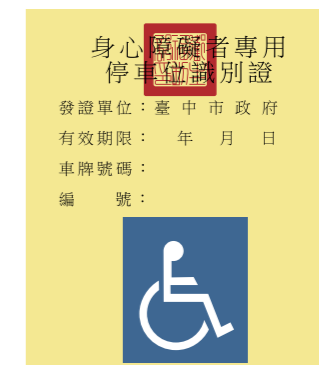 身心障礙者專用
停車位識別證
發證單位：臺中市政府
有效期限：　年　月　日
車牌號碼：
編　　號：